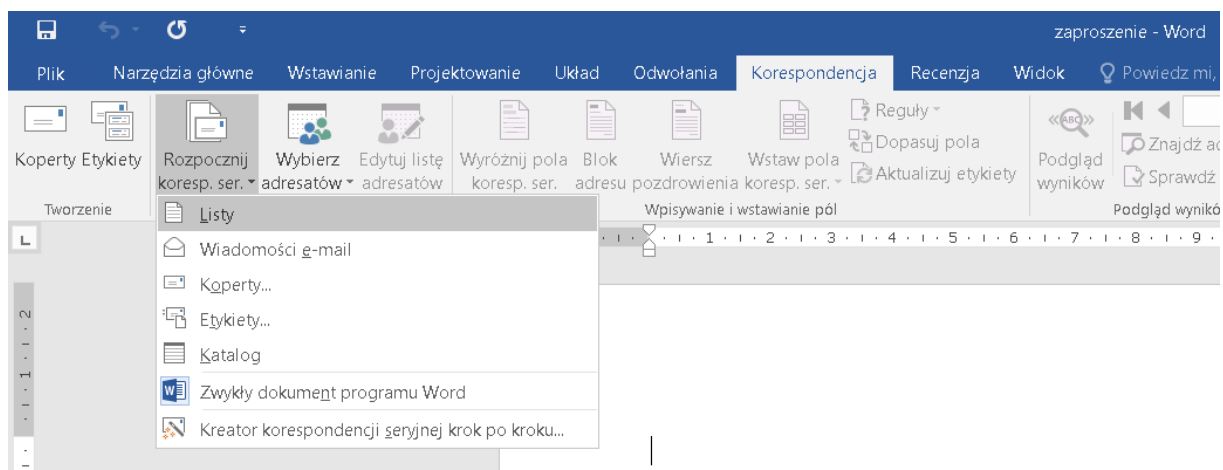 zaproszenie - Word
Plik Narzędzia główne Wstawianie Projektowanie Układ Odwołania Korespondencja Recenzja Widok Powiedz mi,
Koperty Etykiety Rozpocznij koresp. ser. Wybierz adresatów Edytuj listę adresatów Wyróżnij pola koresp. ser. Blok adresu Wiersz pozdrowienia Wstaw pola koresp. ser.
Reguły
Dopasuj pola
Aktualizuj etykiety
«ABC»
Podgląd wyników
Znajdź ad
Sprawdź
Tworzenie Wpisywanie i wstawianie pól Podgląd wynikó
Listy
Wiadomości e-mail
Koperty...
Etykiety...
Katalog
Zwykły dokument programu Word
Kreator korespondencji seryjnej krok po kroku...
L
1 2 3 4 5 6 7 8 9
2
1